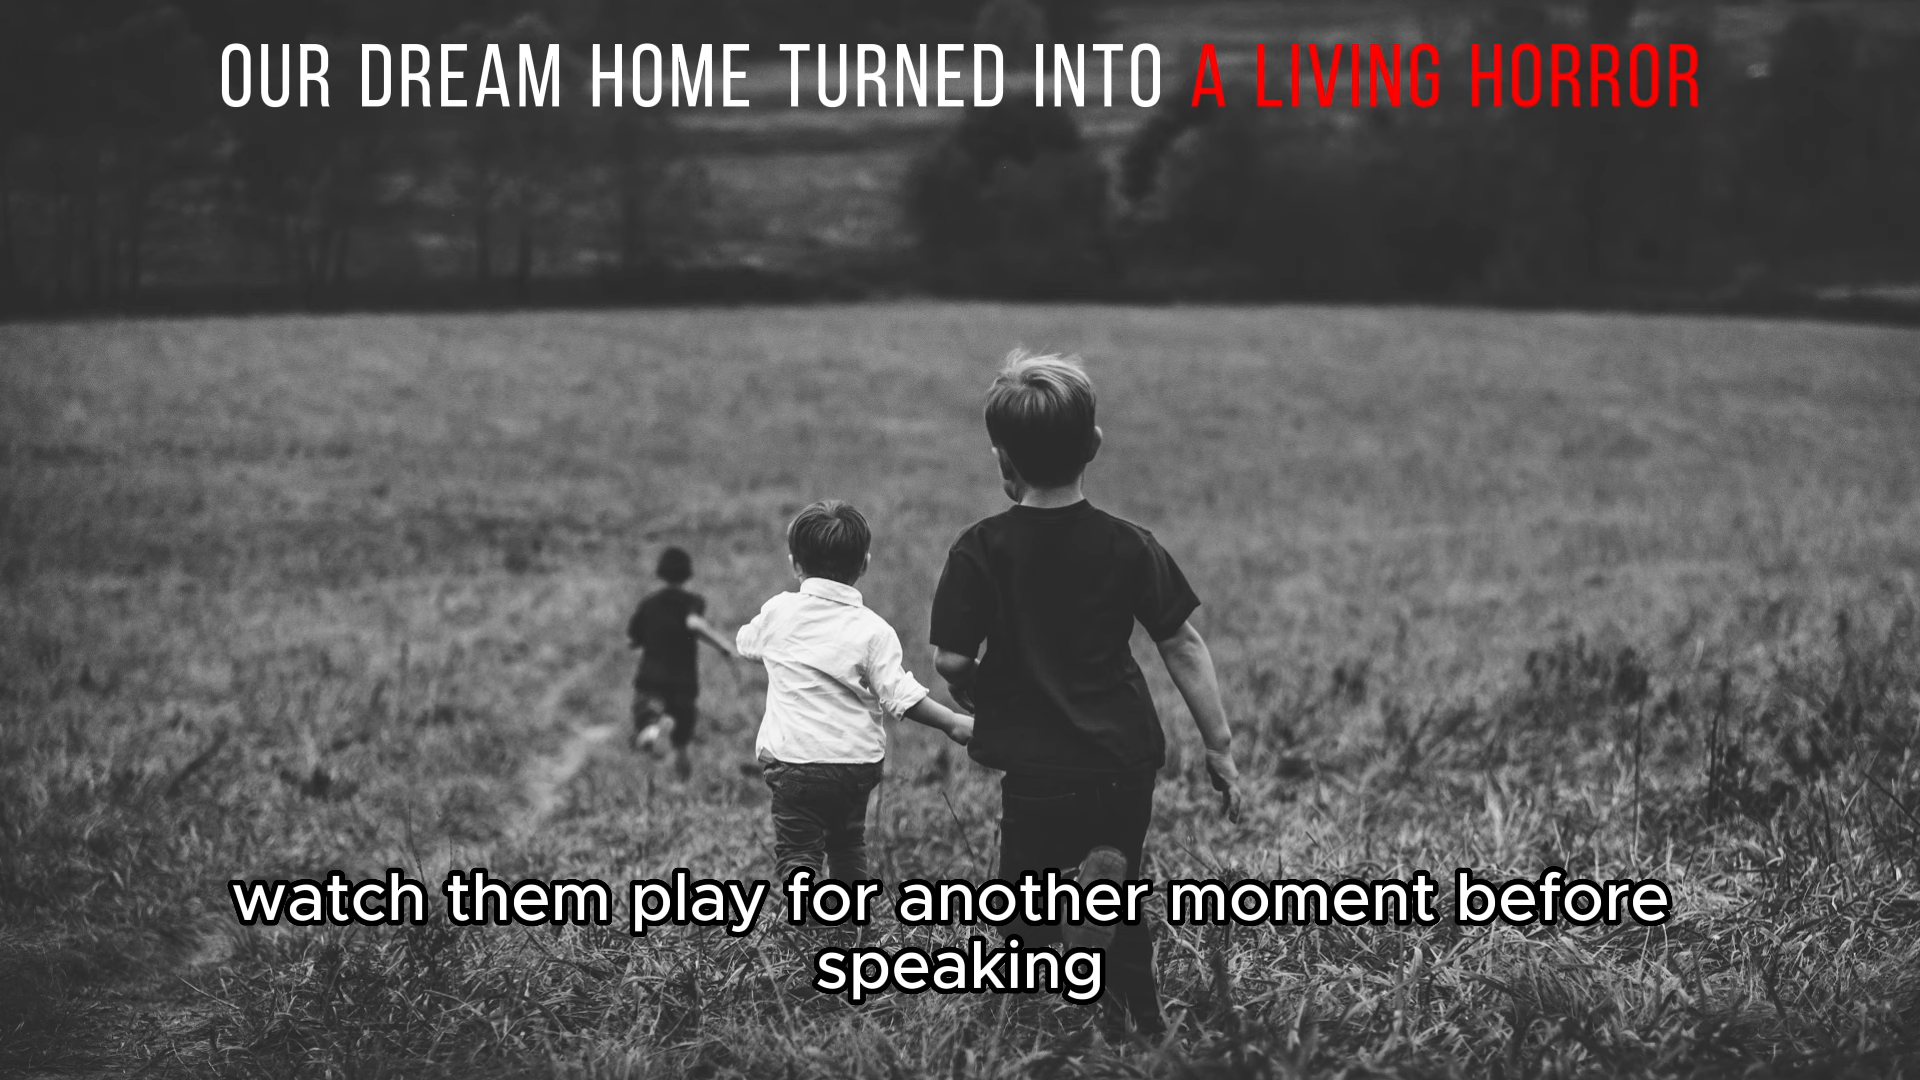 OUR DREAM HOME TURNED INTO A LIVING HORROR
watch them play for another moment before
speaking